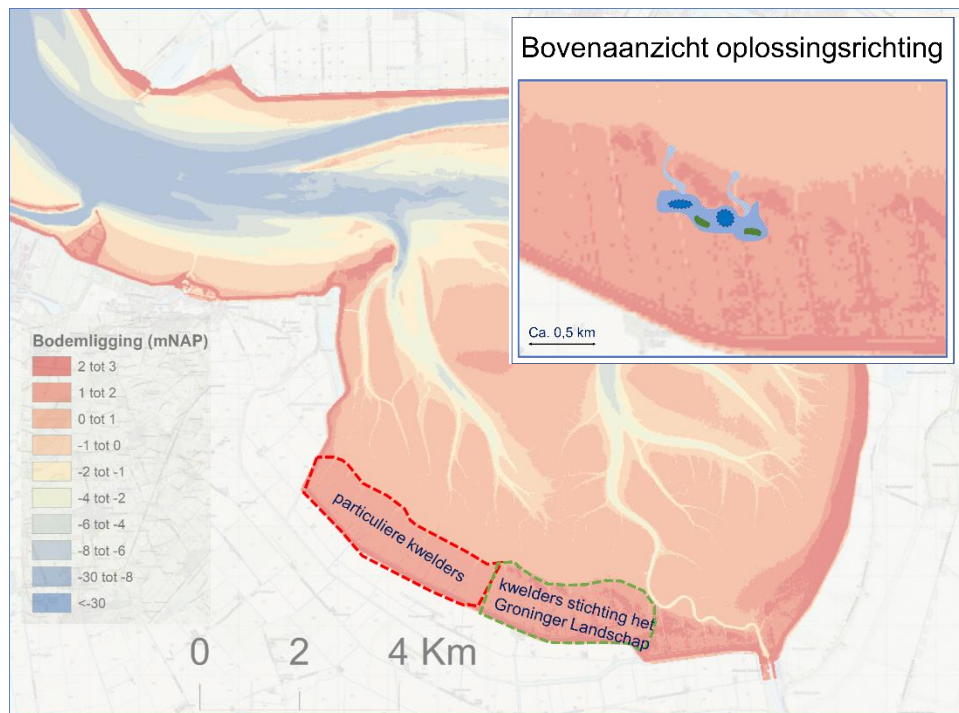 Bovenaanzicht oplossingsrichting
Ca. 0,5 km
Bodemligging (mNAP)
2 tot 3
1 tot 2
0 tot 1
-1 tot 0
-2 tot -1
-4 tot -2
-6 tot -4
-8 tot -6
-30 tot -8
<-30
particuliere kwelders
kwelders stichting het
Groninger Landschap
0 2 4 Km